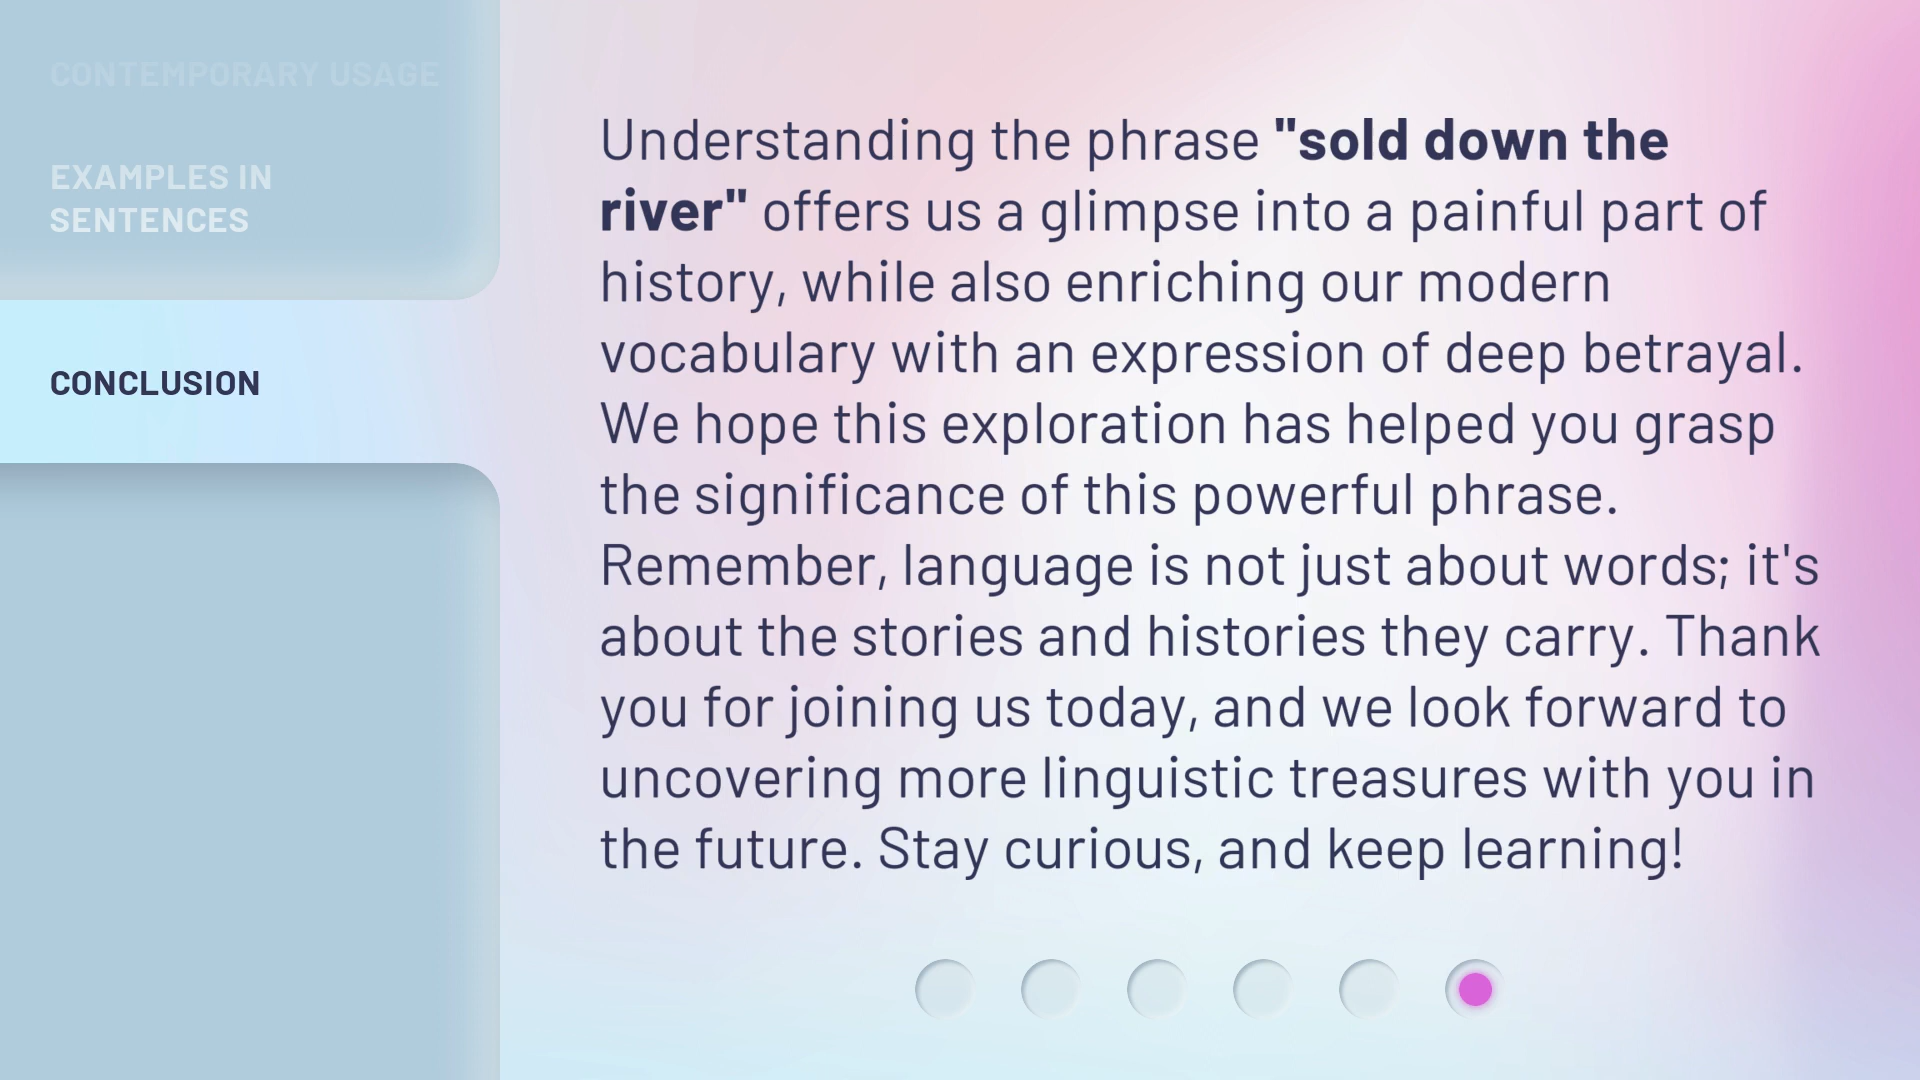 CONTEMPORARY USAGE
EXAMPLES IN
SENTENCES
CONCLUSION
Understanding the phrase "sold down the
river" offers us a glimpse into a painful part of
history, while also enriching our modern
vocabulary with an expression of deep betrayal.
We hope this exploration has helped you grasp
the significance of this powerful phrase.
Remember, language is not just about words; it's
about the stories and histories they carry. Thank
you for joining us today, and we look forward to
uncovering more linguistic treasures with you in
the future. Stay curious, and keep learning!